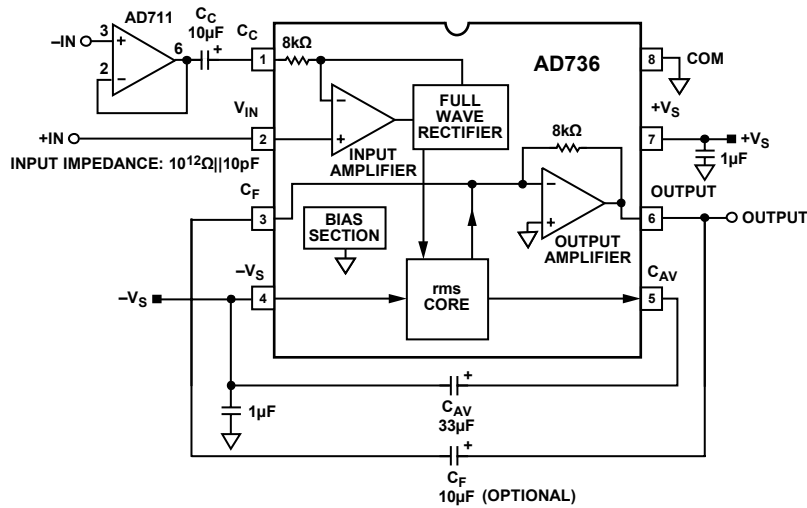 AD711
–IN
3
+
2
–
6
C_C
10µF
+
C_C
1
8kΩ
AD736
8
COM
V_IN
+IN
2
–
+
INPUT
AMPLIFIER
FULL
WAVE
RECTIFIER
+V_S
7
+V_S
1µF
INPUT IMPEDANCE: 10¹²Ω||10pF
C_F
3
8kΩ
–
+
OUTPUT
AMPLIFIER
OUTPUT
6
OUTPUT
BIAS
SECTION
–V_S
–V_S
4
rms
CORE
C_AV
5
1µF
+
C_AV
33µF
+
C_F
10µF (OPTIONAL)